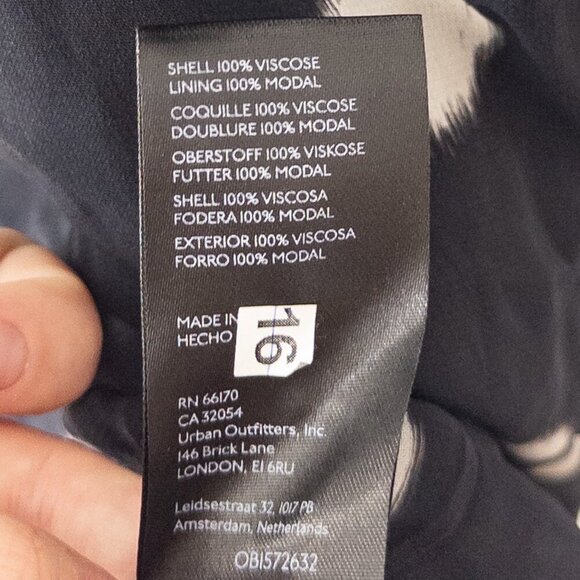 SHELL 100% VISCOSE
LINING 100% MODAL
COQUILLE 100% VISCOSE
DOUBLURE 100% MODAL
OBERSTOFF 100% VISKOSE
FUTTER 100% MODAL
SHELL 100% VISCOSA
FODERA 100% MODAL
EXTERIOR 100% VISCOSA
FORRO 100% MODAL
MADE IN
HECHO
16
RN 66170
CA 32054
Urban Outfitters, Inc.
146 Brick Lane
LONDON, E1 6RU
Leidsestraat 32, 1017 PB
Amsterdam, Netherlands
OB1572632